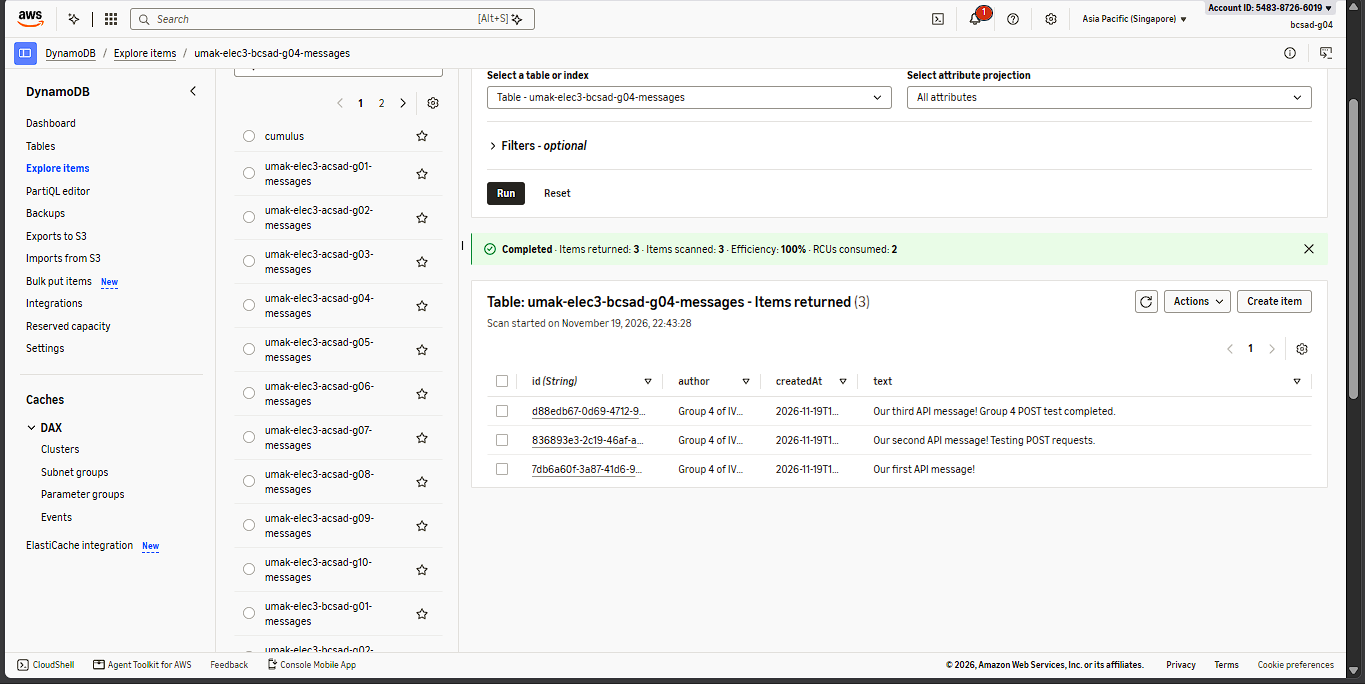 aws
Search [Alt+S]
1
Asia Pacific (Singapore)
Account ID: 5483-8726-6019
bcsad-g04
DynamoDB / Explore items / umak-elec3-bcsad-g04-messages
DynamoDB
Dashboard
Tables
Explore items
PartiQL editor
Backups
Exports to S3
Imports from S3
Bulk put items New
Integrations
Reserved capacity
Settings
Caches
DAX
Clusters
Subnet groups
Parameter groups
Events
ElastiCache integration New
1 2
cumulus
umak-elec3-acsad-g01-
messages
umak-elec3-acsad-g02-
messages
umak-elec3-acsad-g03-
messages
umak-elec3-acsad-g04-
messages
umak-elec3-acsad-g05-
messages
umak-elec3-acsad-g06-
messages
umak-elec3-acsad-g07-
messages
umak-elec3-acsad-g08-
messages
umak-elec3-acsad-g09-
messages
umak-elec3-acsad-g10-
messages
umak-elec3-bcsad-g01-
messages
umak-elec3-bcsad-g02-
Select a table or index
Table - umak-elec3-bcsad-g04-messages
Select attribute projection
All attributes
Filters - optional
Run Reset
Completed · Items returned: 3 · Items scanned: 3 · Efficiency: 100% · RCUs consumed: 2
Table: umak-elec3-bcsad-g04-messages - Items returned (3)
Scan started on November 19, 2026, 22:43:28
Actions
Create item
1
id (String) author createdAt text
d88edb67-0d69-4712-9... Group 4 of IV... 2026-11-19T1... Our third API message! Group 4 POST test completed.
836893e3-2c19-46af-a... Group 4 of IV... 2026-11-19T1... Our second API message! Testing POST requests.
7db6a60f-3a87-41d6-9... Group 4 of IV... 2026-11-19T1... Our first API message!
CloudShell Agent Toolkit for AWS Feedback Console Mobile App
© 2026, Amazon Web Services, Inc. or its affiliates. Privacy Terms Cookie preferences